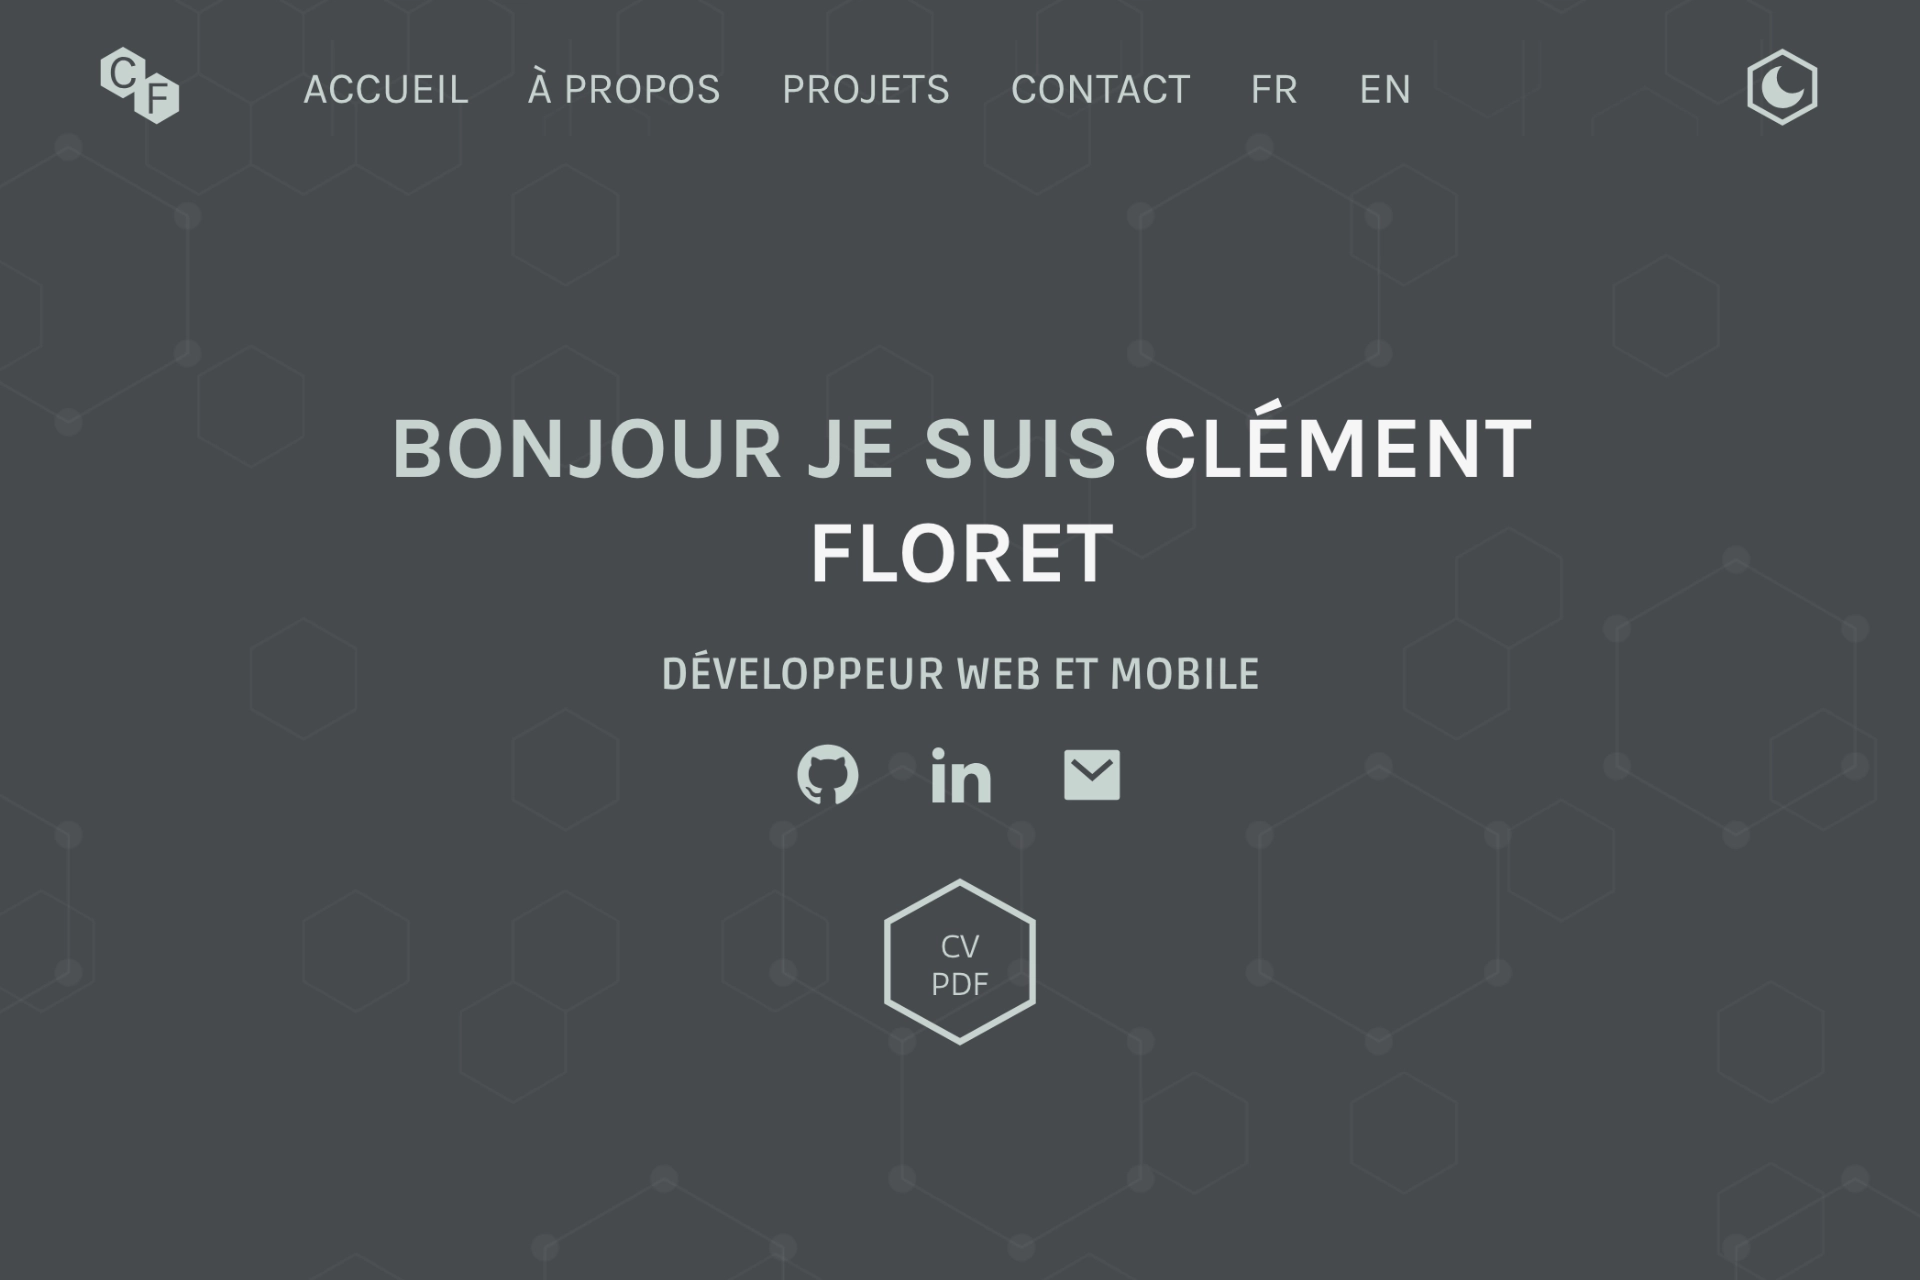 C
F
ACCUEIL À PROPOS PROJETS CONTACT FR EN
BONJOUR JE SUIS CLÉMENT
FLORET
DÉVELOPPEUR WEB ET MOBILE
in
CV
PDF